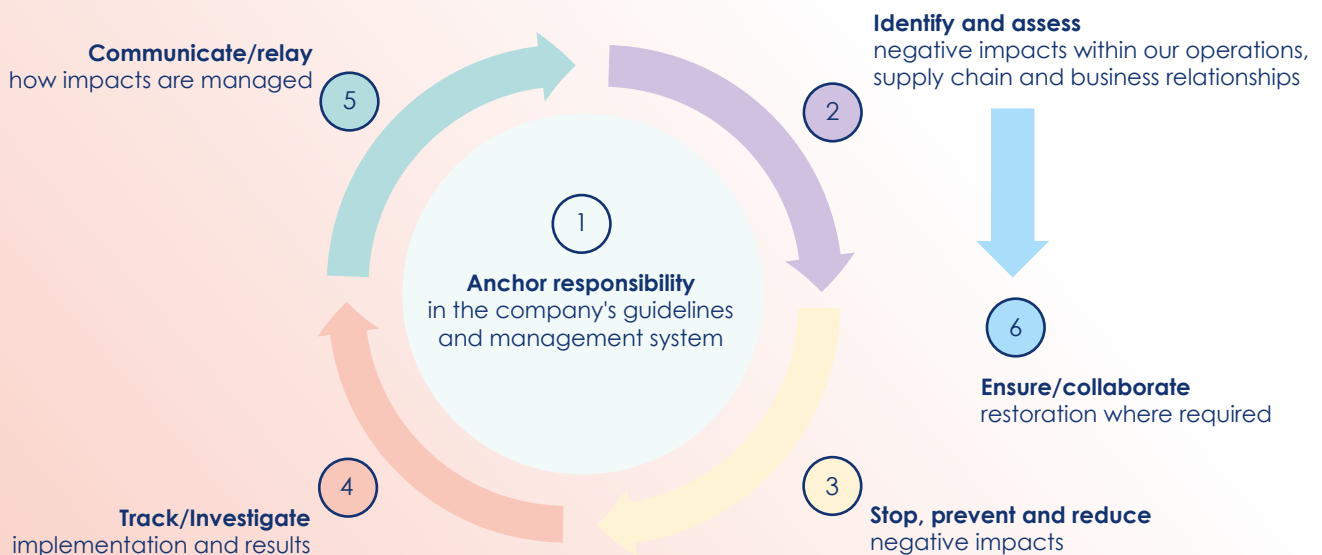 Communicate/relay
how impacts are managed
5
Identify and assess
negative impacts within our operations,
supply chain and business relationships
2
1
Anchor responsibility
in the company's guidelines
and management system
6
Ensure/collaborate
restoration where required
4
Track/Investigate
implementation and results
3
Stop, prevent and reduce
negative impacts